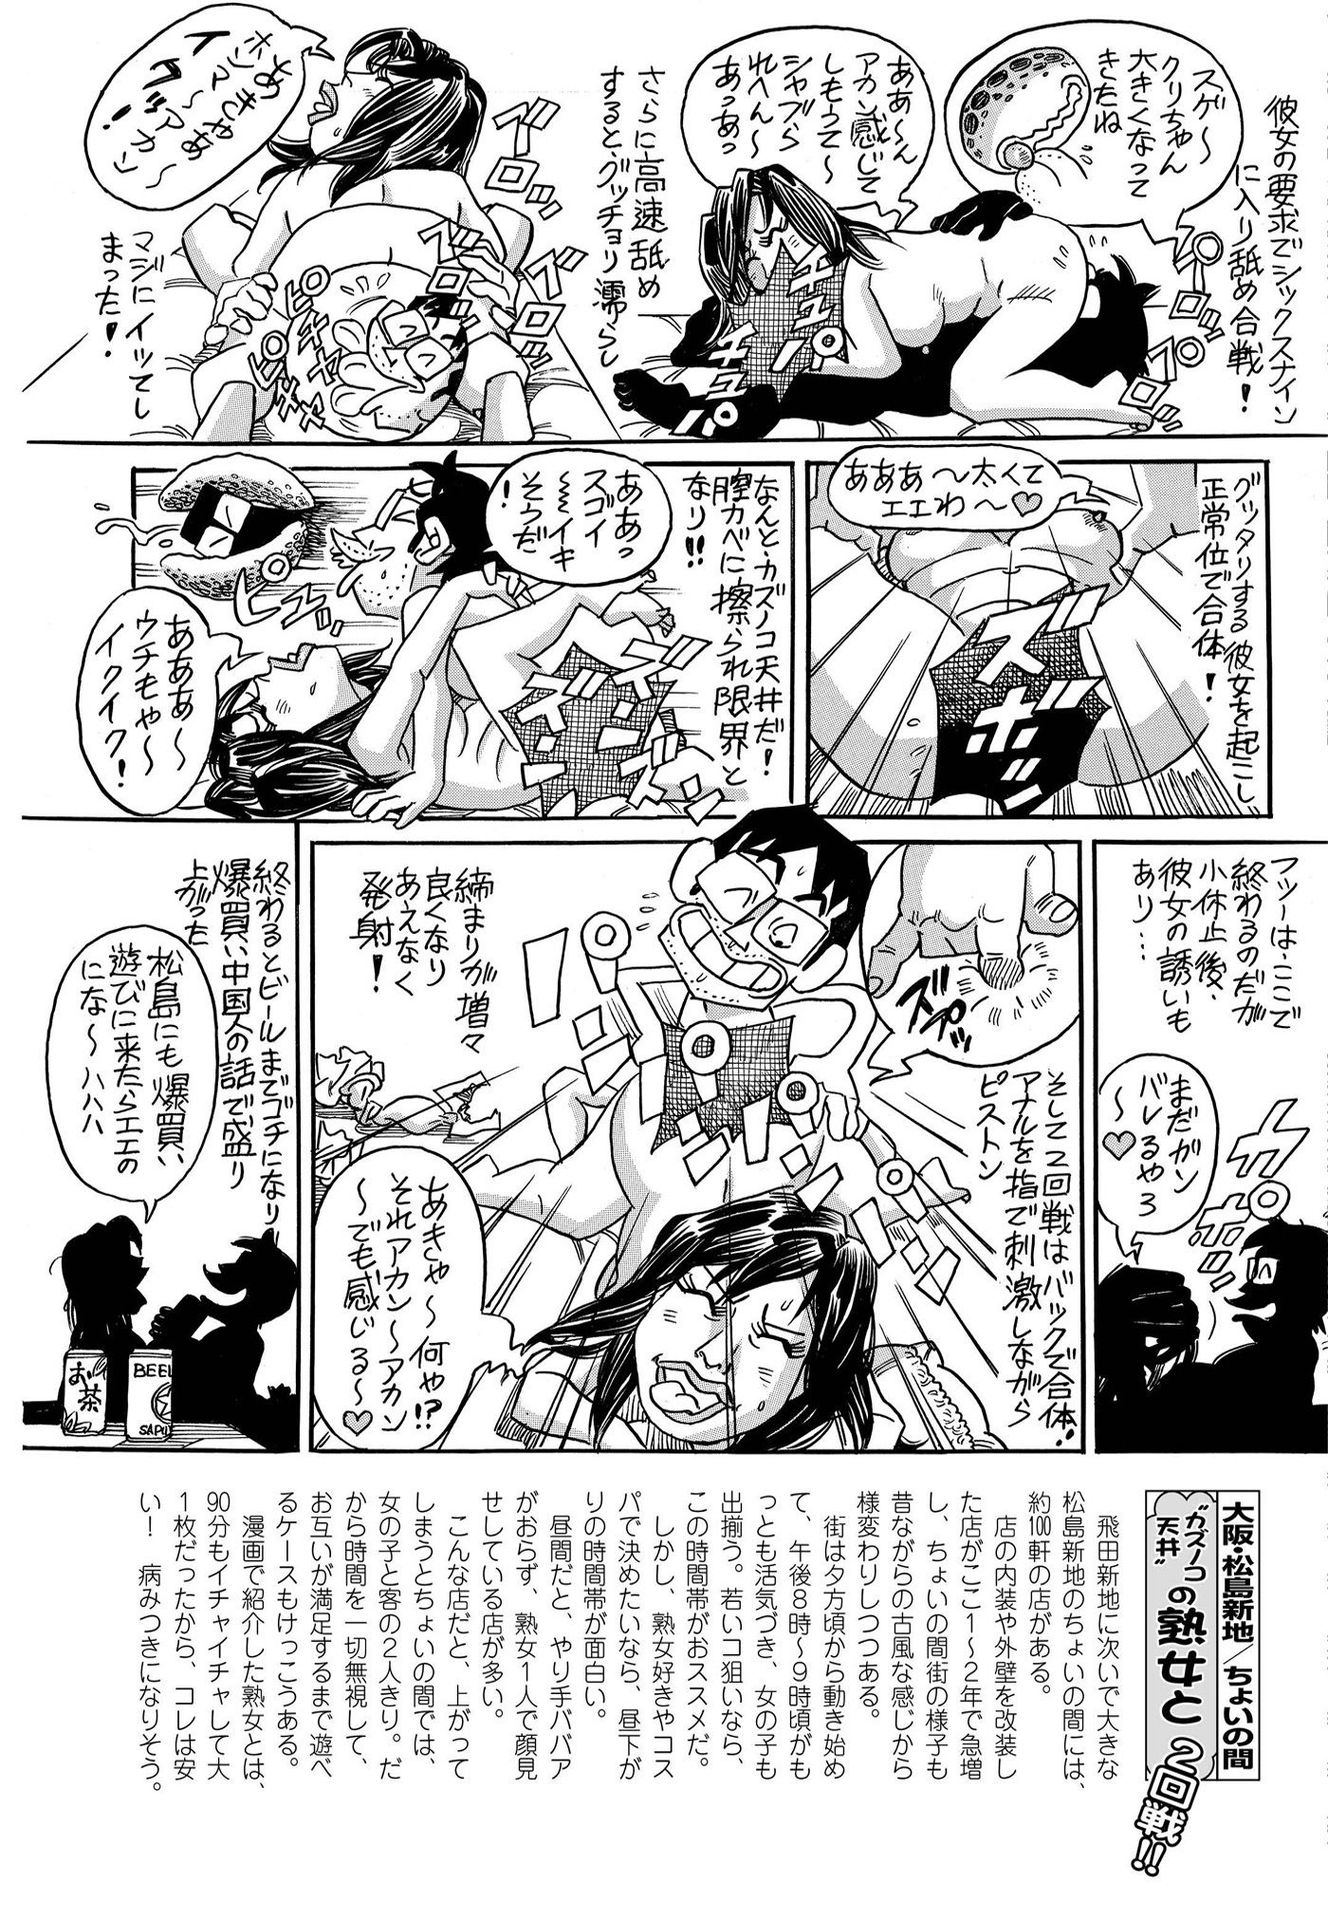 彼女の要求でシックスナイン
に入り舐め合戦!
スゲ〜
クリちゃん
大きくなって
きたね
ああ〜ん
アカン感じて
しもうて〜
シャブら
れへん〜
あっあっ
チュパ
チュパ
さらに高速舐め
すると、グッチョリ濡らし
あきゃあ〜
ホンマ〜アカン
イクッ〜!
マジにイッてし
まった!
グッタリする彼女を起こし
正常位で合体!
あああ〜太くて
エエわ〜♡
ズボ
ズボ
なんと、カズノコ天井だ!
膣カベに擦られ限界と
なり!!
ああっ
スゴイ
〜〜イキ
そうだ
!
あああ〜
ウチもや〜
イクイク!
フツーは、ここで
終わるのだが
小休止後、
彼女の誘いも
あり…
まだガン
バレるやろ
〜♡
そして2回戦はバックで合体
アナルを指で刺激しながら
ピストン
ズプッ
締まりが増々
良くなり
あえなく
発射!
あきゃ〜何や!?
それアカン〜アカン
〜でも感じる〜♡
終わるとビールまでゴチになり
爆買い中国人の話で盛り
上がった
松島にも爆買い
遊びに来たらエエの
にな〜ハハハ
お茶
BEER
大阪・松島新地/ちょいの間
“カズノコ
天井”の熟女と2回戦!!
飛田新地に次いで大きな
松島新地のちょいの間には、
約100軒の店がある。
店の内装や外壁を改装し
た店がここ1〜2年で急増
し、ちょいの間街の様子も
昔ながらの古風な感じから
様変わりしつつある。
街は夕方頃から動き始め
て、午後8時〜9時頃がも
っとも活気づき、女の子も
出揃う。若いコ狙いなら、
この時間帯がおススメだ。
しかし、熟女好きやコス
パで決めたいなら、昼下が
りの時間帯が面白い。
昼間だと、やり手ババア
がおらず、熟女1人で顔見
せしている店が多い。
こんな店だと、上がって
しまうとちょいの間では、
女の子と客の2人きり。だ
から時間を一切無視して、
お互いが満足するまで遊べ
るケースもけっこうある。
漫画で紹介した熟女とは、
90分もイチャイチャして大
1枚だったから、コレは安
い! 病みつきになりそう。